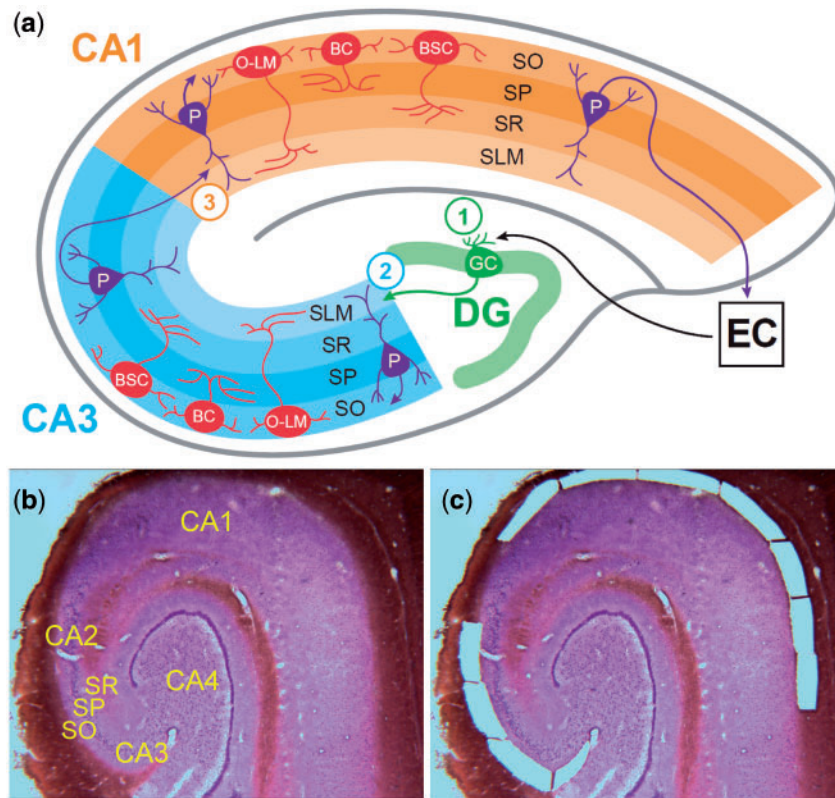 (a)
CA1
O-LM
BC
BSC
SO
SP
SR
SLM
P
P
3
1
GC
2
DG
EC
P
SLM
SR
SP
SO
P
BSC
BC
O-LM
CA3
(b)
CA1
CA2
SR
SP
SO
CA4
CA3
(c)